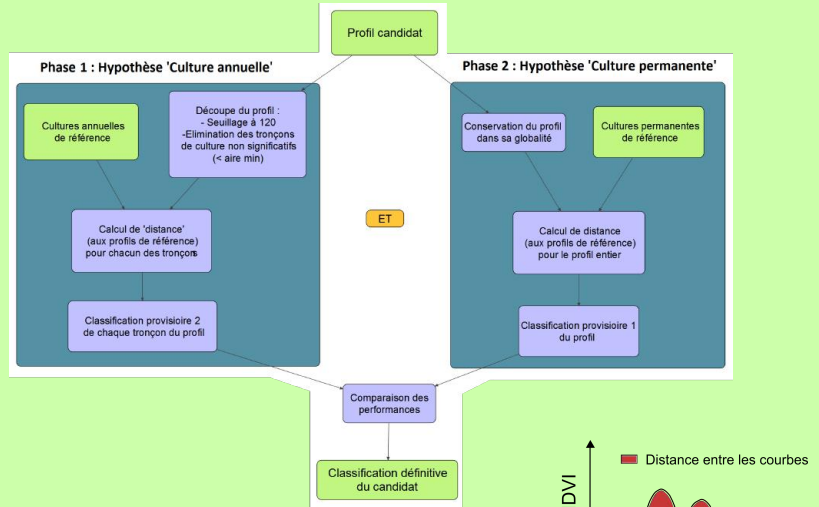 Profil candidat
Phase 1 : Hypothèse 'Culture annuelle'
Cultures annuelles
de référence
Découpe du profil :
- Seuillage à 120
-Elimination des tronçons
de culture non significatifs
(< aire min)
Calcul de 'distance'
(aux profils de référence)
pour chacun des tronçons
Classification provisioire 2
de chaque tronçon du profil
ET
Phase 2 : Hypothèse 'Culture permanente'
Conservation du profil
dans sa globalité
Cultures permanentes
de référence
Calcul de distance
(aux profils de référence)
pour le profil entier
Classification provisioire 1
du profil
Comparaison des
performances
Classification définitive
du candidat
Distance entre les courbes
DVI